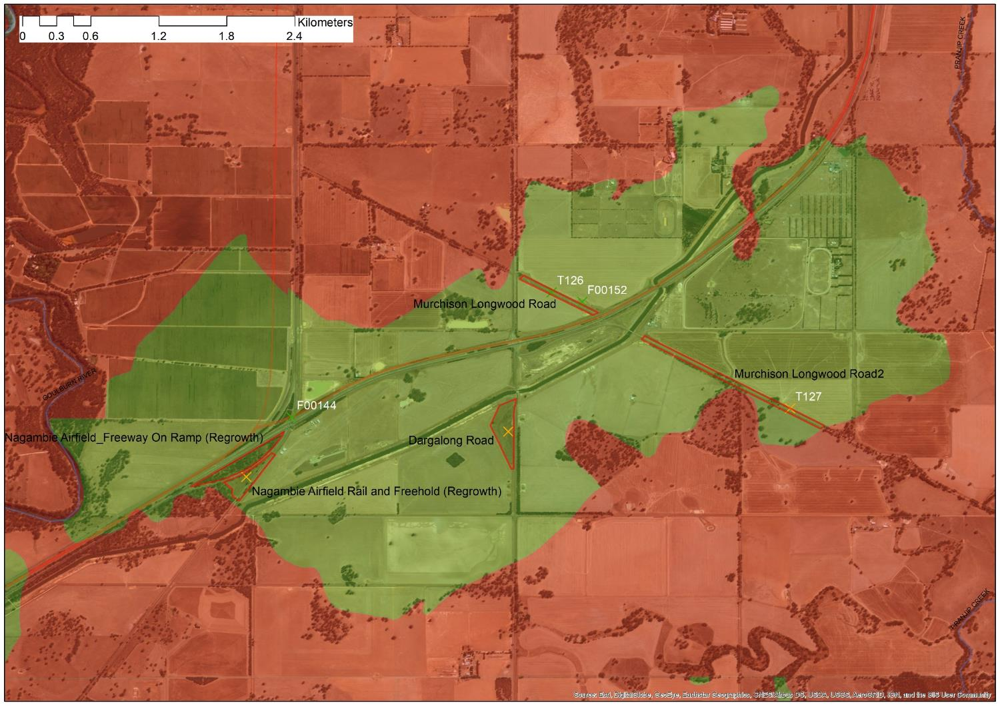 Kilometers
0 0.3 0.6 1.2 1.8 2.4
PRANJIP CREEK
T126
F00152
Murchison Longwood Road
Murchison Longwood Road2
GOULBURN RIVER
T127
F00144
Nagambie Airfield_Freeway On Ramp (Regrowth)
Dargalong Road
Nagambie Airfield Rail and Freehold (Regrowth)
PRANJIP CREEK
Source: Esri, DigitalGlobe, GeoEye, Earthstar Geographics, CNES/Airbus DS, USDA, USGS, AeroGRID, IGN, and the GIS User Community